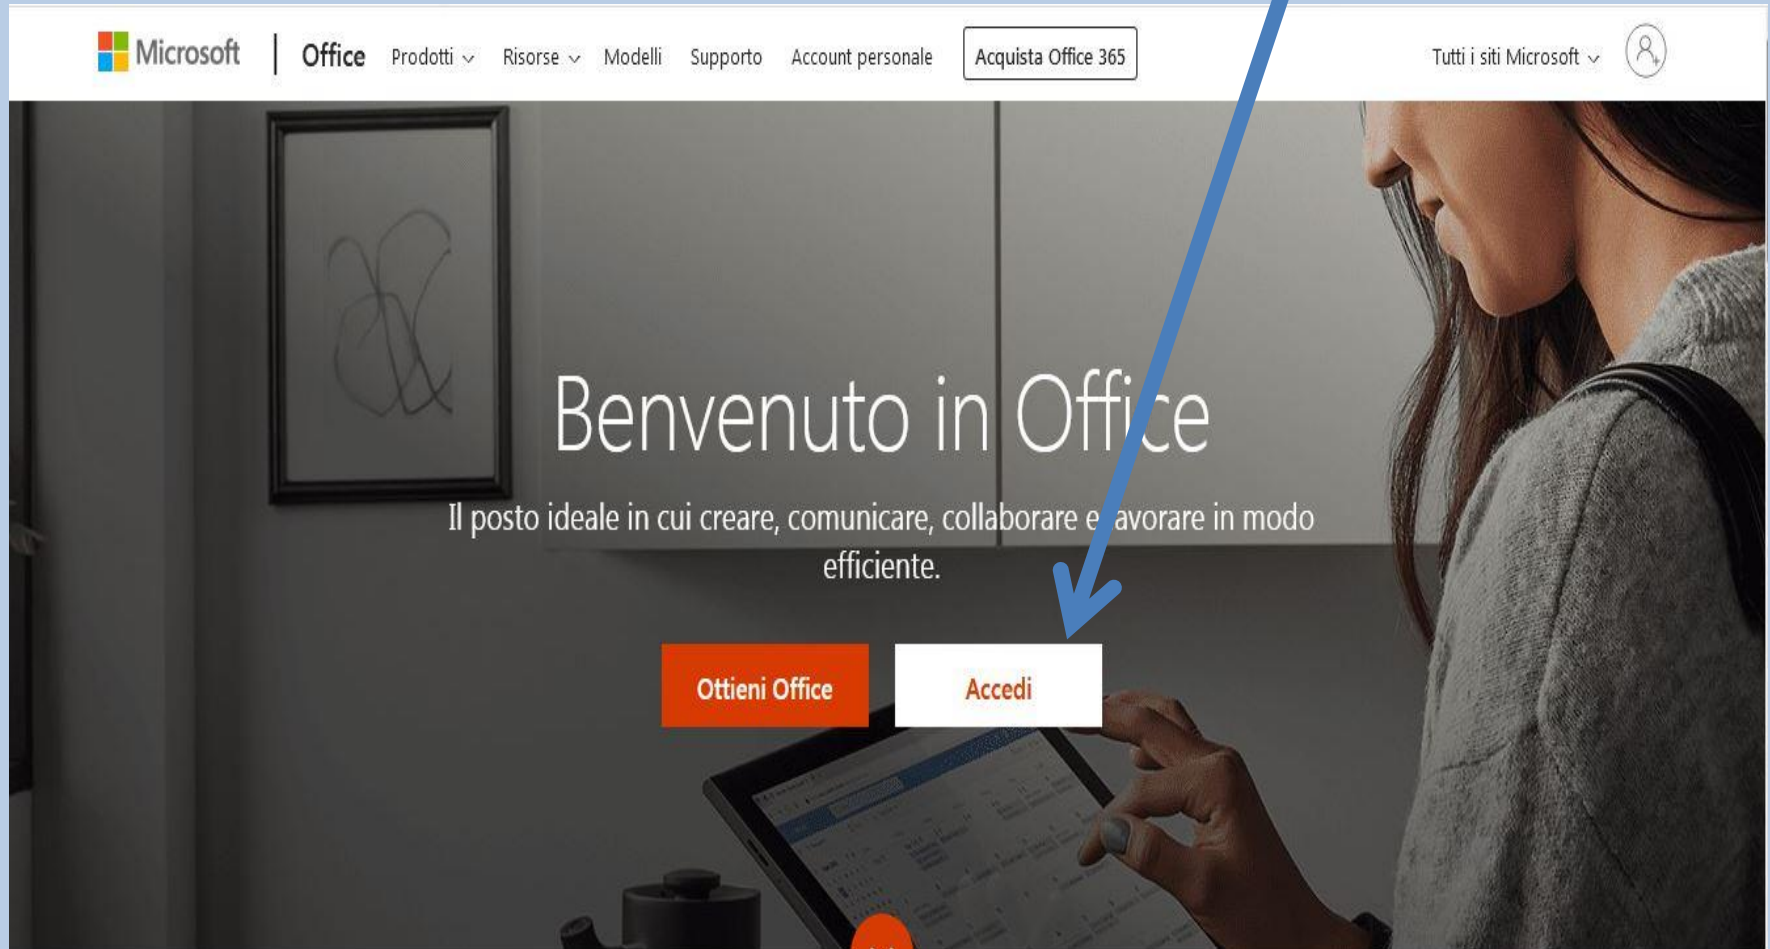 Microsoft | Office Prodotti Risorse Modelli Supporto Account personale Acquista Office 365 Tutti i siti Microsoft
Benvenuto in Office
Il posto ideale in cui creare, comunicare, collaborare e lavorare in modo
efficiente.
Ottieni Office Accedi